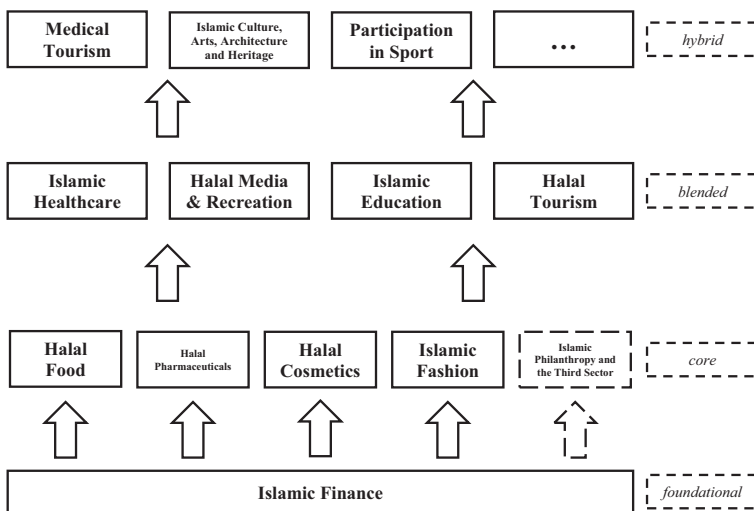 Medical
Tourism
Islamic Culture,
Arts, Architecture
and Heritage
Participation
in Sport
...
hybrid
Islamic
Healthcare
Halal Media
& Recreation
Islamic
Education
Halal
Tourism
blended
Halal
Food
Halal
Pharmaceuticals
Halal
Cosmetics
Islamic
Fashion
Islamic
Philanthropy and
the Third Sector
core
Islamic Finance
foundational